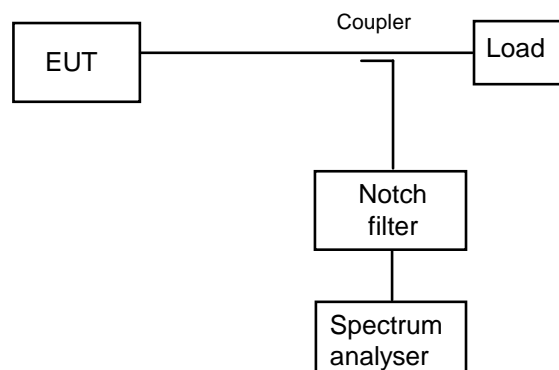 Coupler
EUT
Load
Notch
filter
Spectrum
analyser